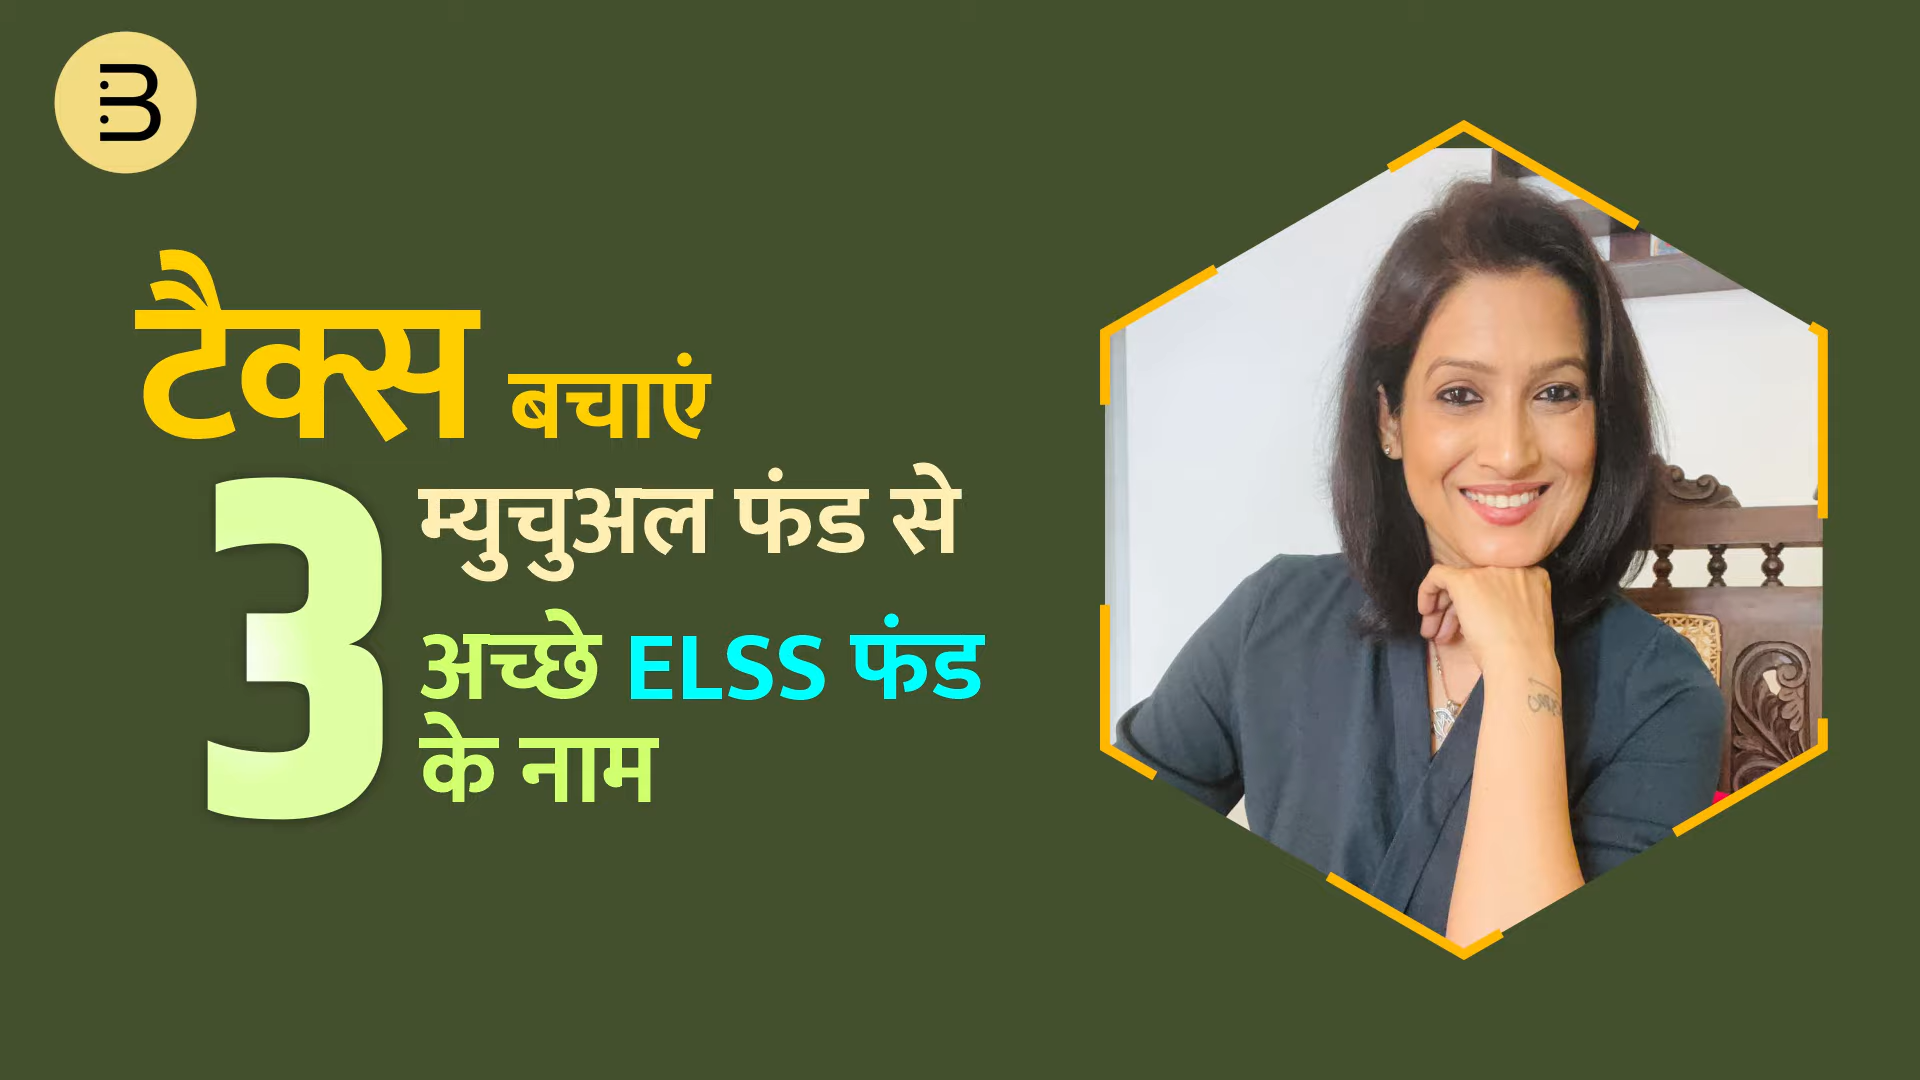 B
टैक्स बचाएं
म्युचुअल फंड से
3 अच्छे ELSS फंड
के नाम